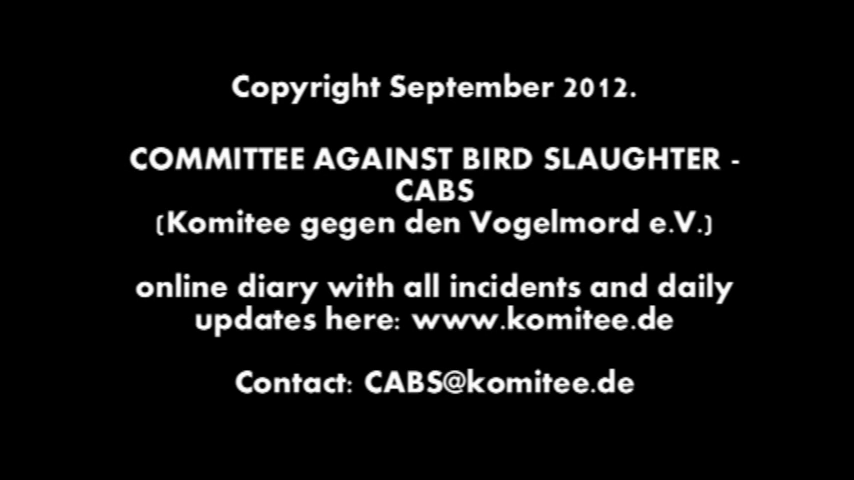 Copyright September 2012.
COMMITTEE AGAINST BIRD SLAUGHTER -
CABS
(Komitee gegen den Vogelmord e.V.)
online diary with all incidents and daily
updates here: www.komitee.de
Contact: CABS@komitee.de